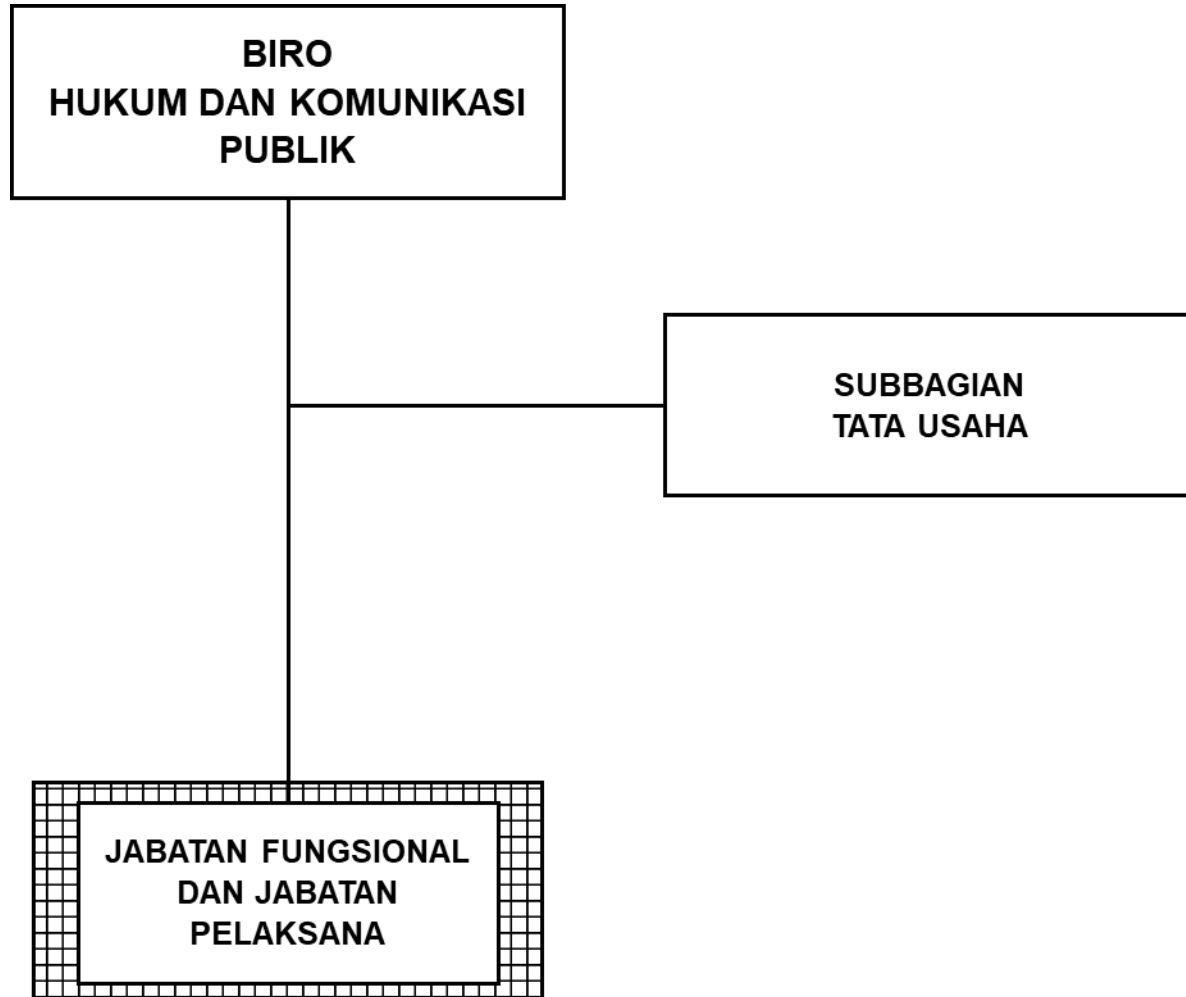 BIRO
HUKUM DAN KOMUNIKASI
PUBLIK
SUBBAGIAN
TATA USAHA
JABATAN FUNGSIONAL
DAN JABATAN
PELAKSANA